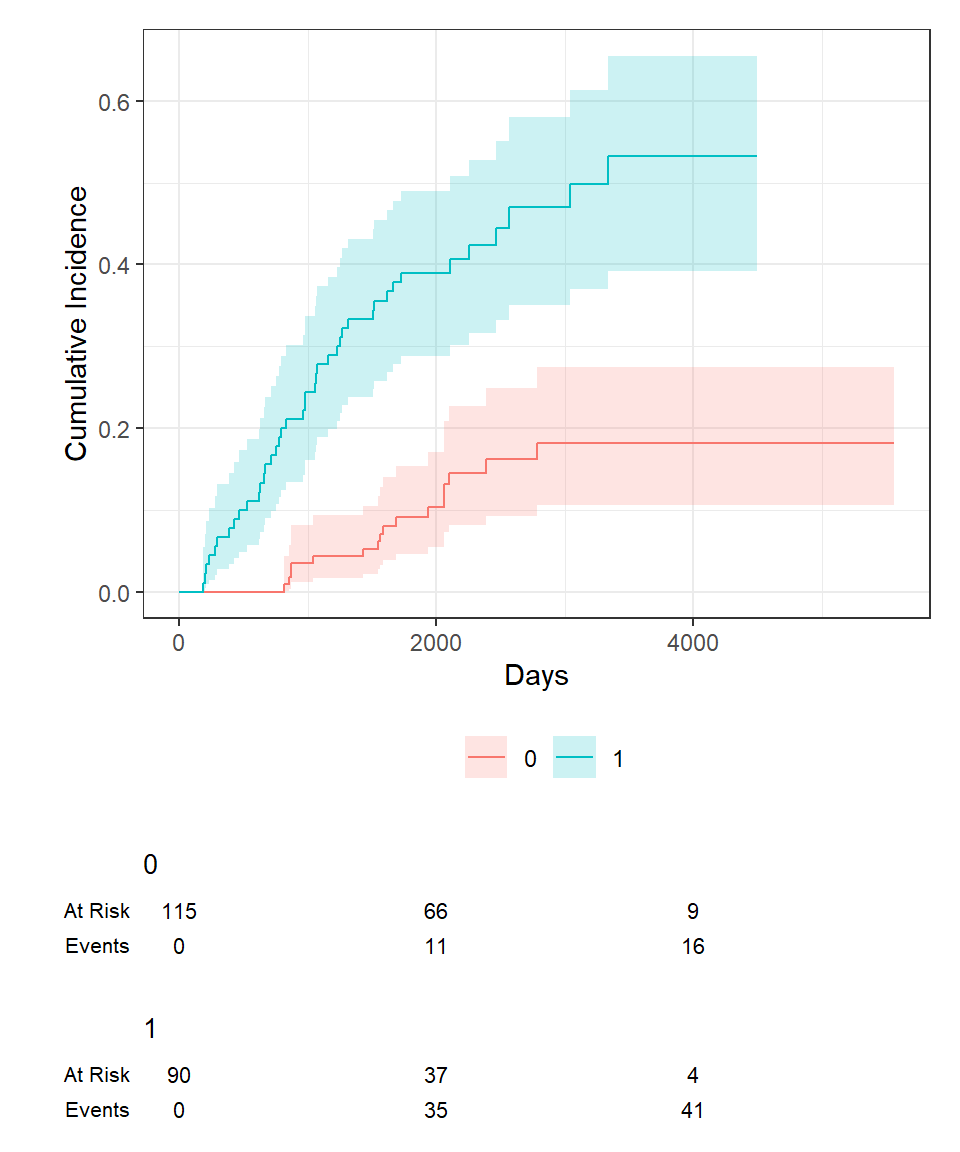 Cumulative Incidence
0.6
0.4
0.2
0.0
0 2000 4000
Days
0 1
0
At Risk 115 66 9
Events 0 11 16
1
At Risk 90 37 4
Events 0 35 41